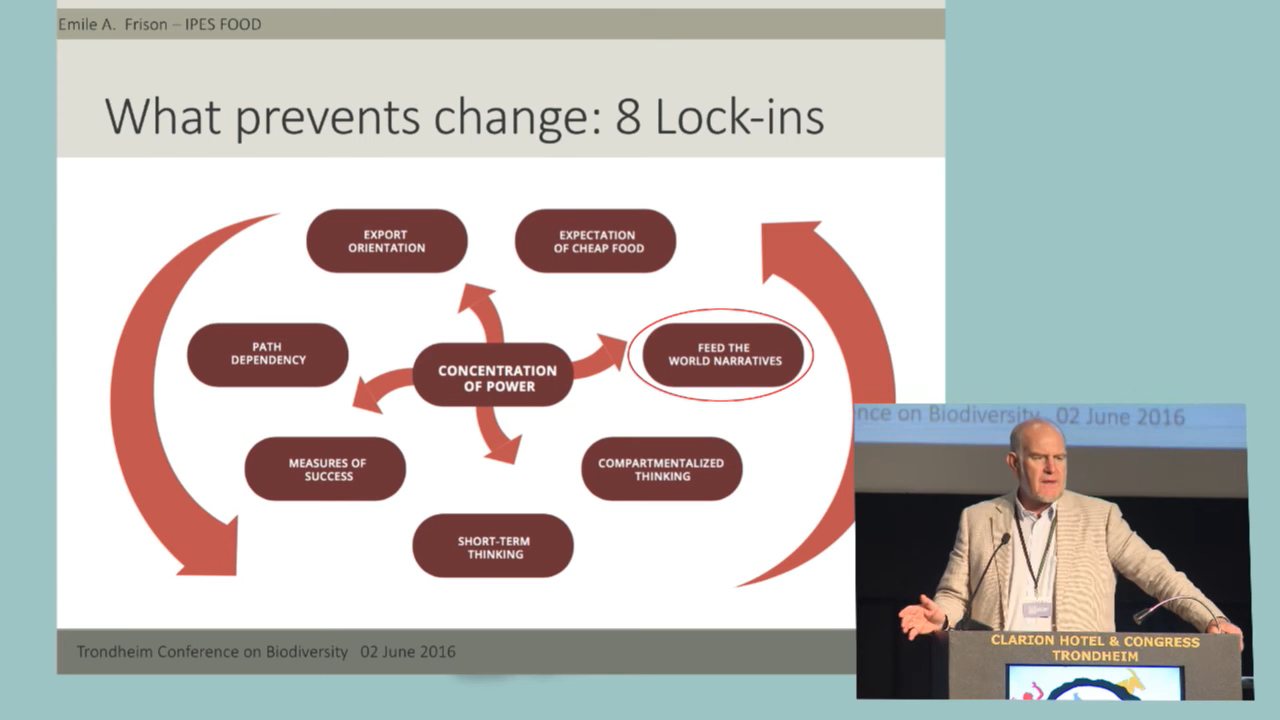 Emile A. Frison – IPES FOOD
What prevents change: 8 Lock-ins
EXPORT
ORIENTATION
EXPECTATION
OF CHEAP FOOD
PATH
DEPENDENCY
CONCENTRATION
OF POWER
FEED THE
WORLD NARRATIVES
MEASURES OF
SUCCESS
COMPARTMENTALIZED
THINKING
SHORT-TERM
THINKING
Trondheim Conference on Biodiversity 02 June 2016
nce on Biodiversity 02 June 2016
CLARION HOTEL & CONGRESS
TRONDHEIM